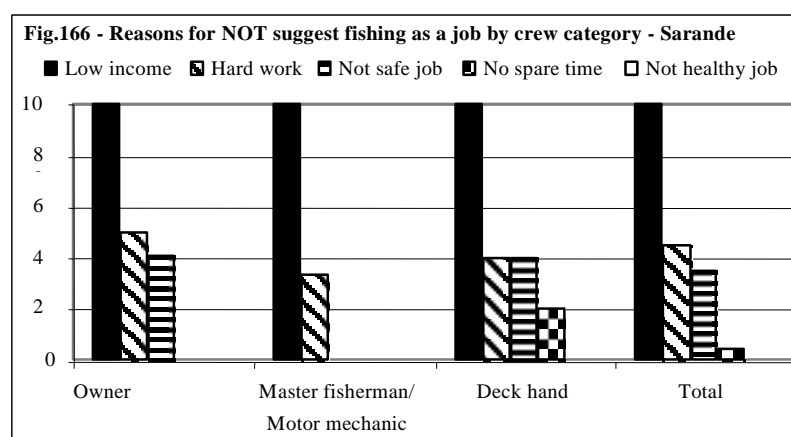 Fig.166 - Reasons for NOT suggest fishing as a job by crew category - Sarande
Low income Hard work Not safe job No spare time Not healthy job
10
8
6
4
2
0
Owner Master fisherman/ Deck hand Total
Motor mechanic